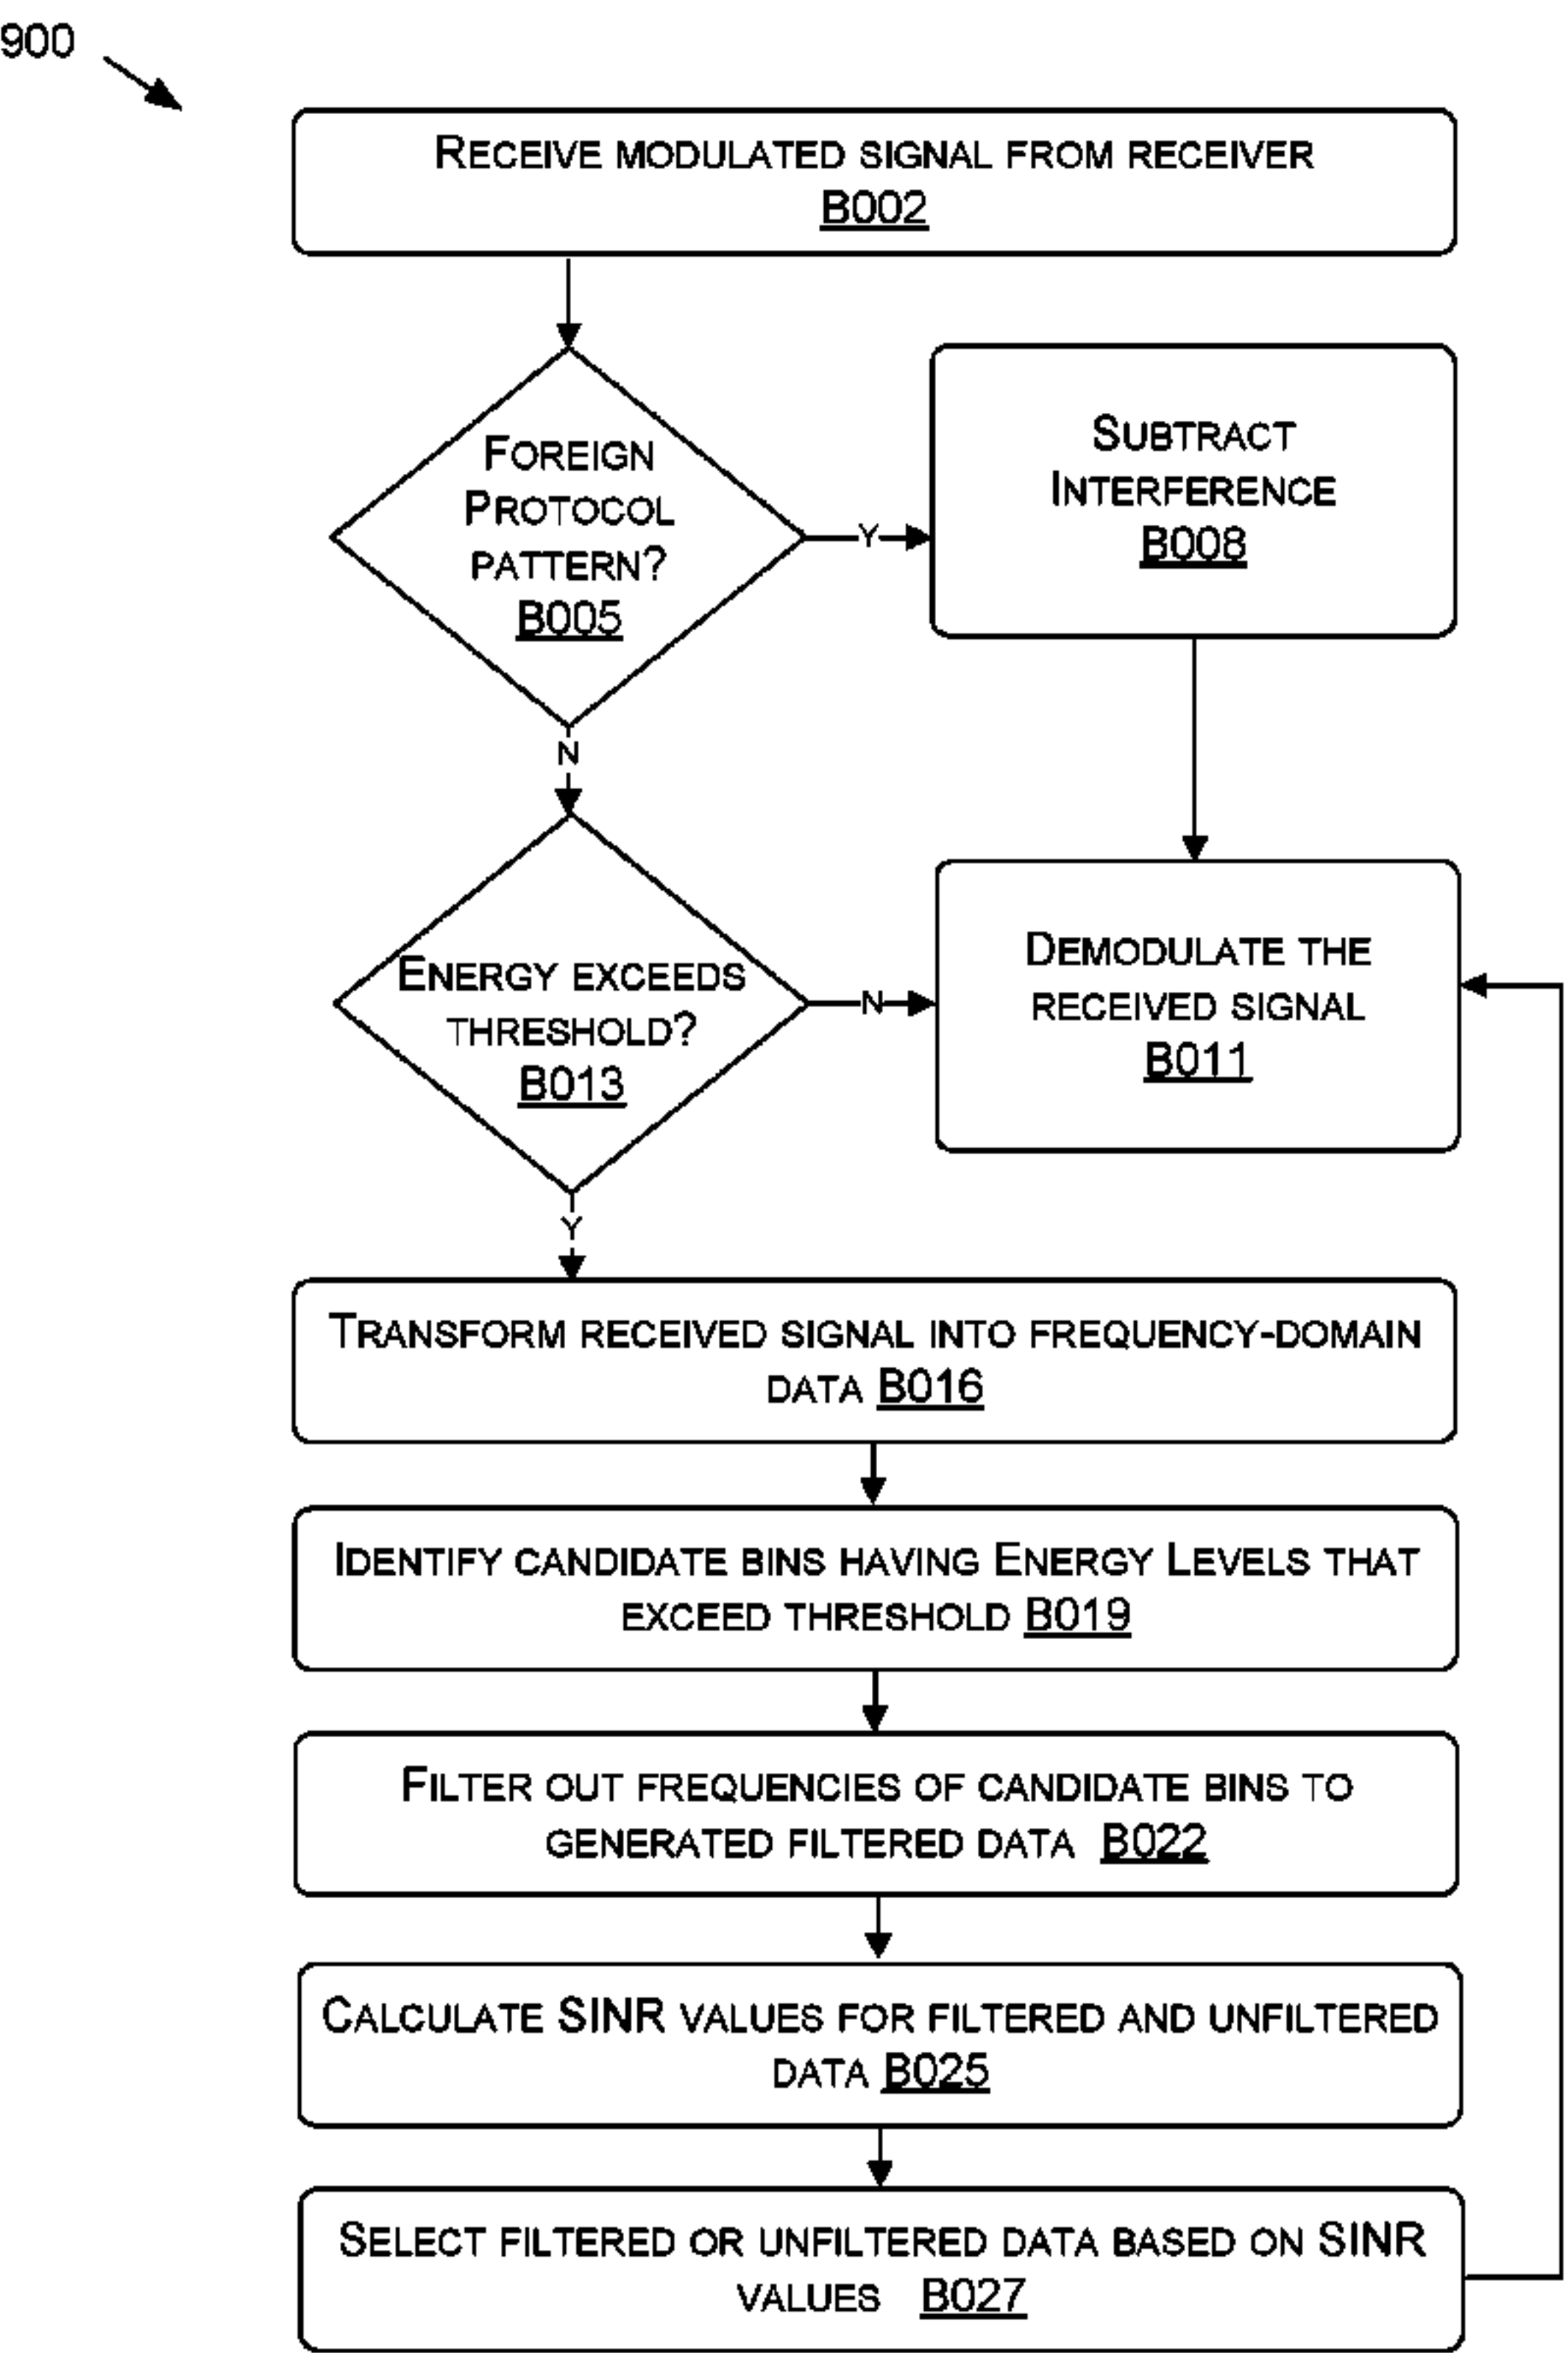 900
RECEIVE MODULATED SIGNAL FROM RECEIVER
B002
FOREIGN
PROTOCOL
PATTERN?
B005
Y
SUBTRACT
INTERFERENCE
B008
N
ENERGY EXCEEDS
THRESHOLD?
B013
N
DEMODULATE THE
RECEIVED SIGNAL
B011
Y
TRANSFORM RECEIVED SIGNAL INTO FREQUENCY-DOMAIN
DATA B016
IDENTIFY CANDIDATE BINS HAVING ENERGY LEVELS THAT
EXCEED THRESHOLD B019
FILTER OUT FREQUENCIES OF CANDIDATE BINS TO
GENERATED FILTERED DATA B022
CALCULATE SINR VALUES FOR FILTERED AND UNFILTERED
DATA B025
SELECT FILTERED OR UNFILTERED DATA BASED ON SINR
VALUES B027